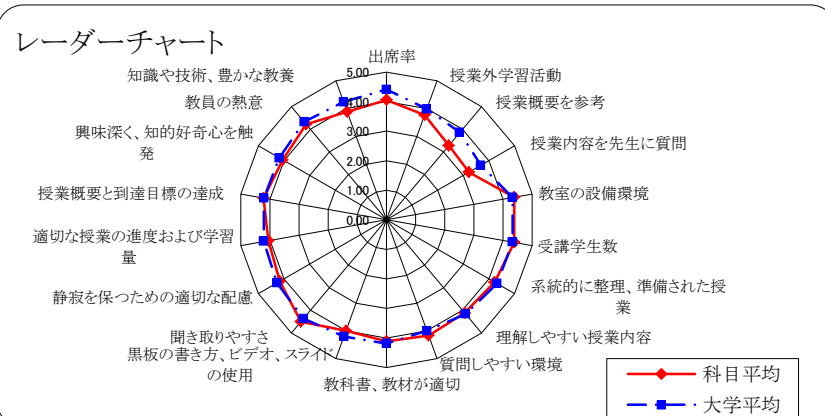 レーダーチャート
出席率
授業外学習活動
授業概要を参考
授業内容を先生に質問
教室の設備環境
受講学生数
系統的に整理、準備された授
業
理解しやすい授業内容
質問しやすい環境
教科書、教材が適切
黒板の書き方、ビデオ、スライド
の使用
聞き取りやすさ
静寂を保つための適切な配慮
適切な授業の進度および学習
量
授業概要と到達目標の達成
興味深く、知的好奇心を触
発
教員の熱意
知識や技術、豊かな教養
5.00
4.00
3.00
2.00
1.00
0.00
科目平均
大学平均